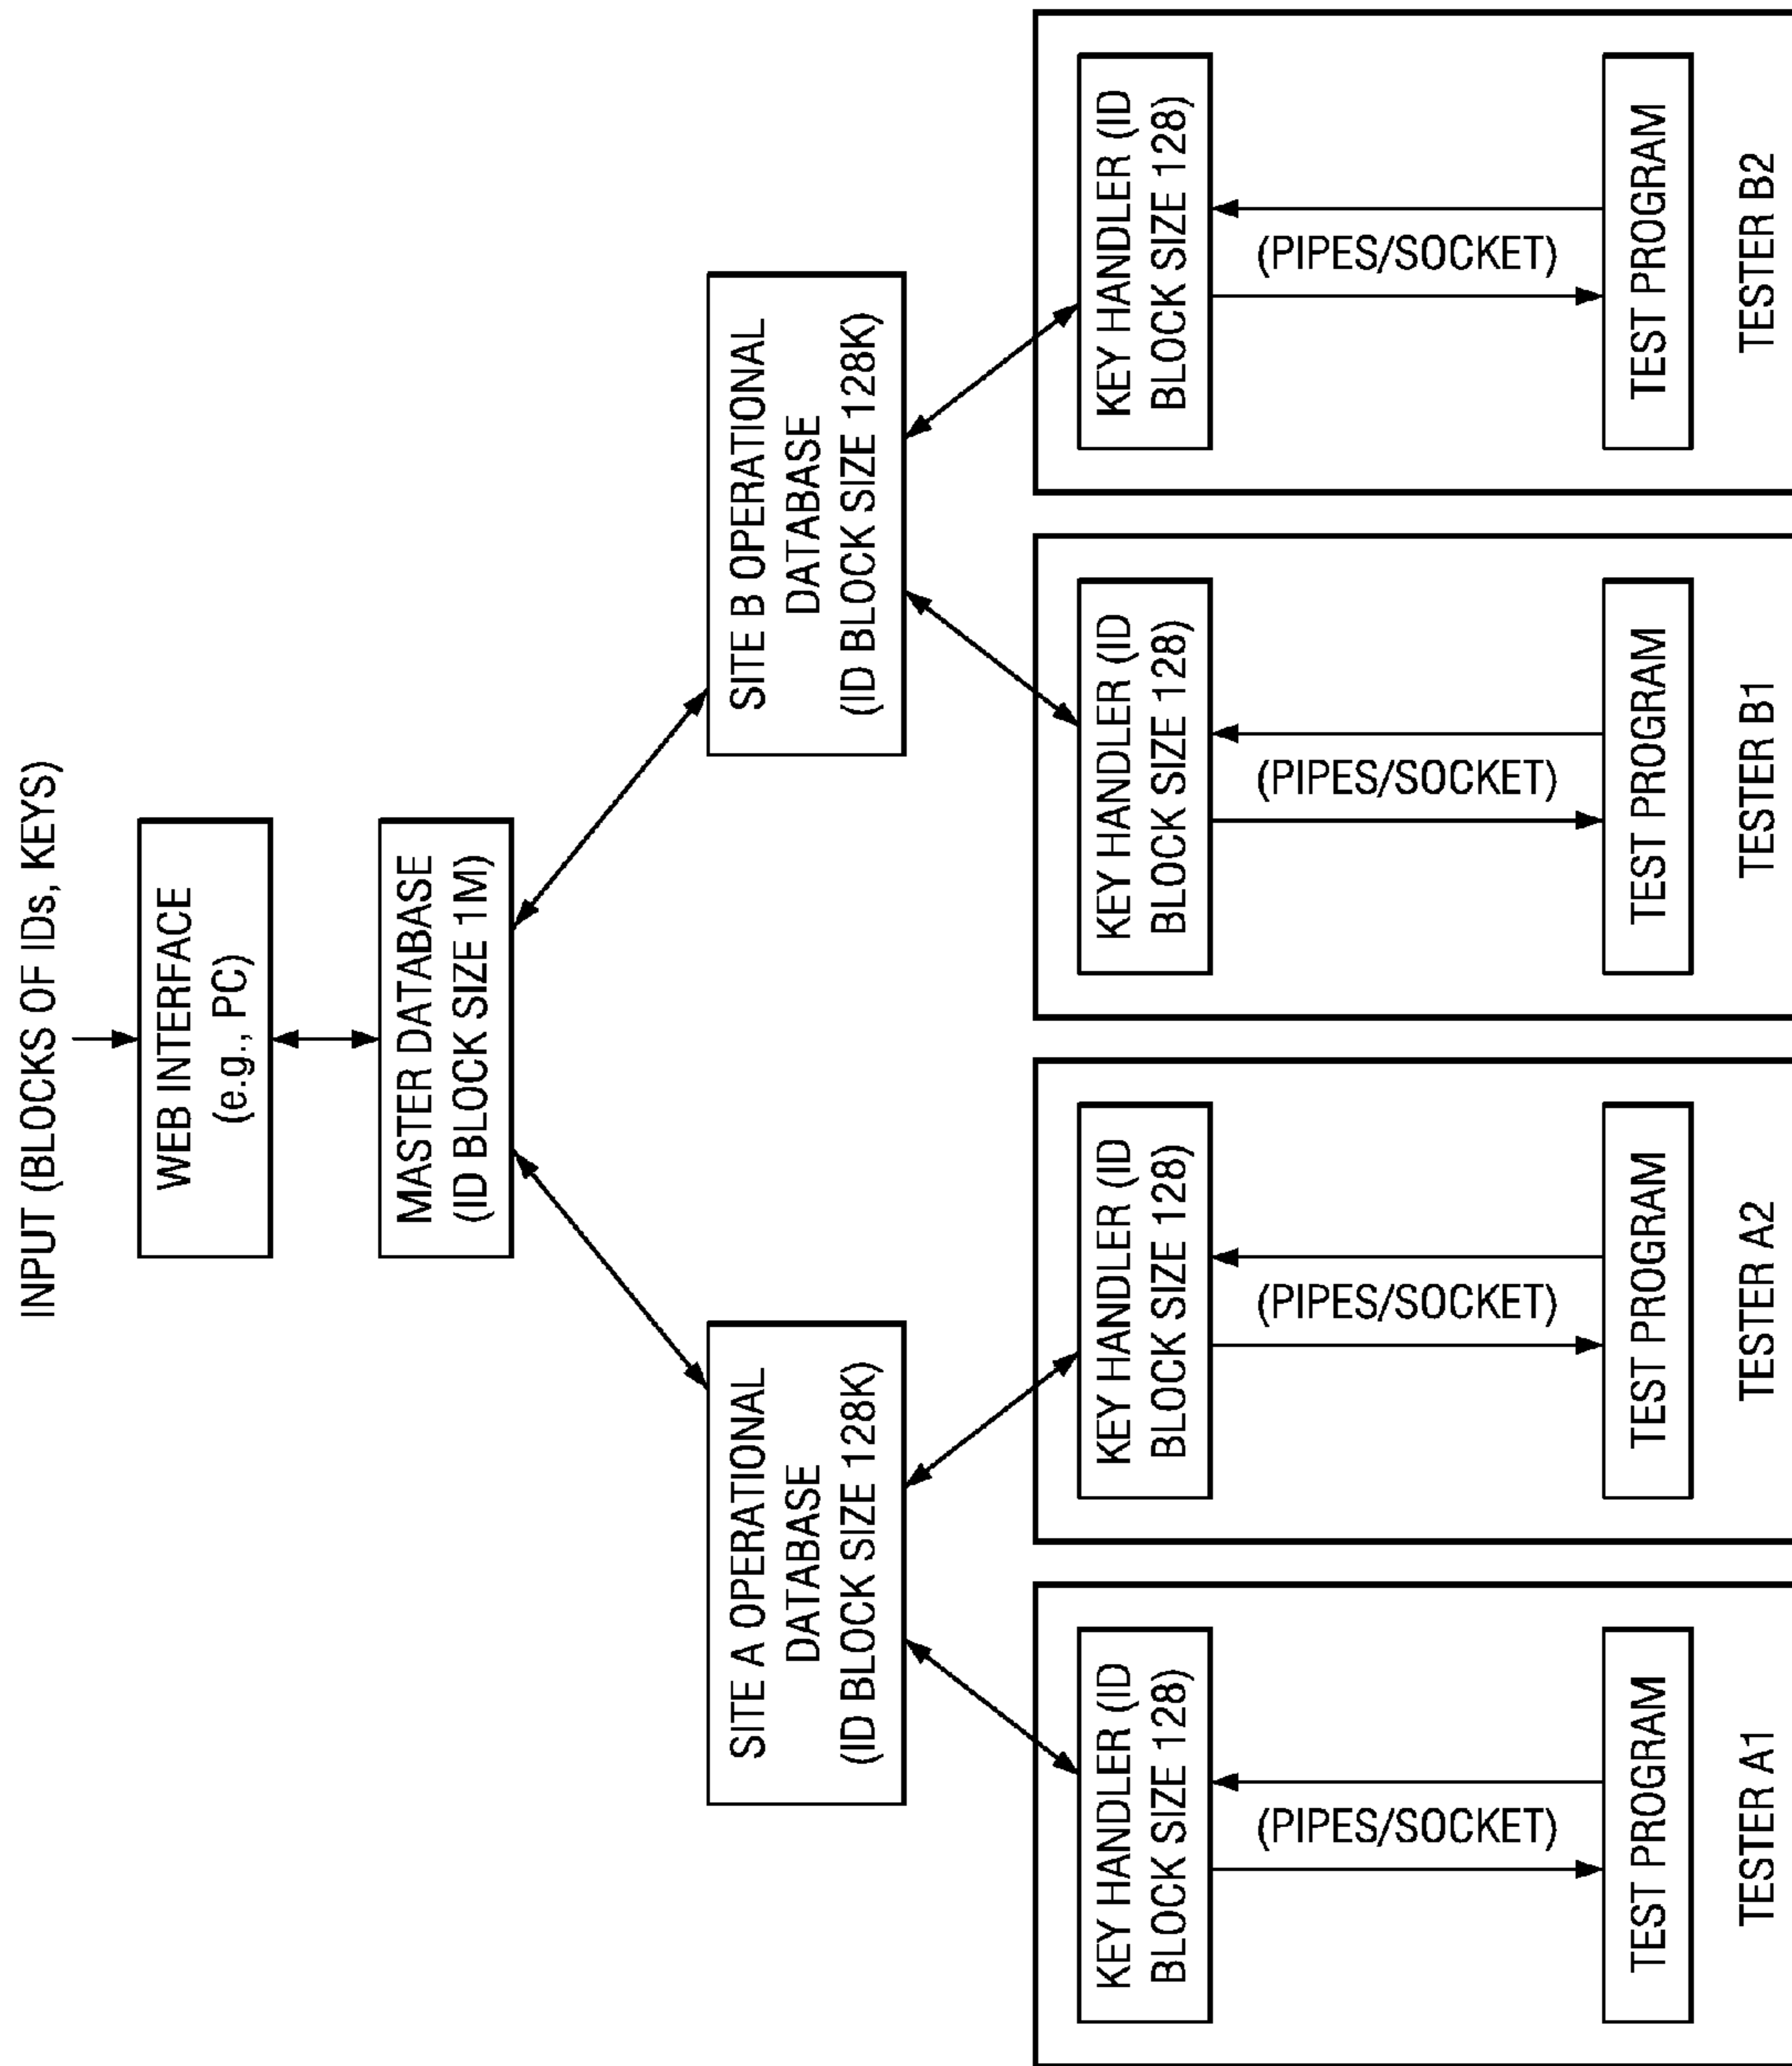 INPUT (BLOCKS OF IDs, KEYS)
WEB INTERFACE
(e.g., PC)
MASTER DATABASE
(ID BLOCK SIZE 1M)
SITE A OPERATIONAL
DATABASE
(ID BLOCK SIZE 128K)
SITE B OPERATIONAL
DATABASE
(ID BLOCK SIZE 128K)
KEY HANDLER (ID
BLOCK SIZE 128)
(PIPES/SOCKET)
TEST PROGRAM
TESTER A1
KEY HANDLER (ID
BLOCK SIZE 128)
(PIPES/SOCKET)
TEST PROGRAM
TESTER A2
KEY HANDLER (ID
BLOCK SIZE 128)
(PIPES/SOCKET)
TEST PROGRAM
TESTER B1
KEY HANDLER (ID
BLOCK SIZE 128)
(PIPES/SOCKET)
TEST PROGRAM
TESTER B2